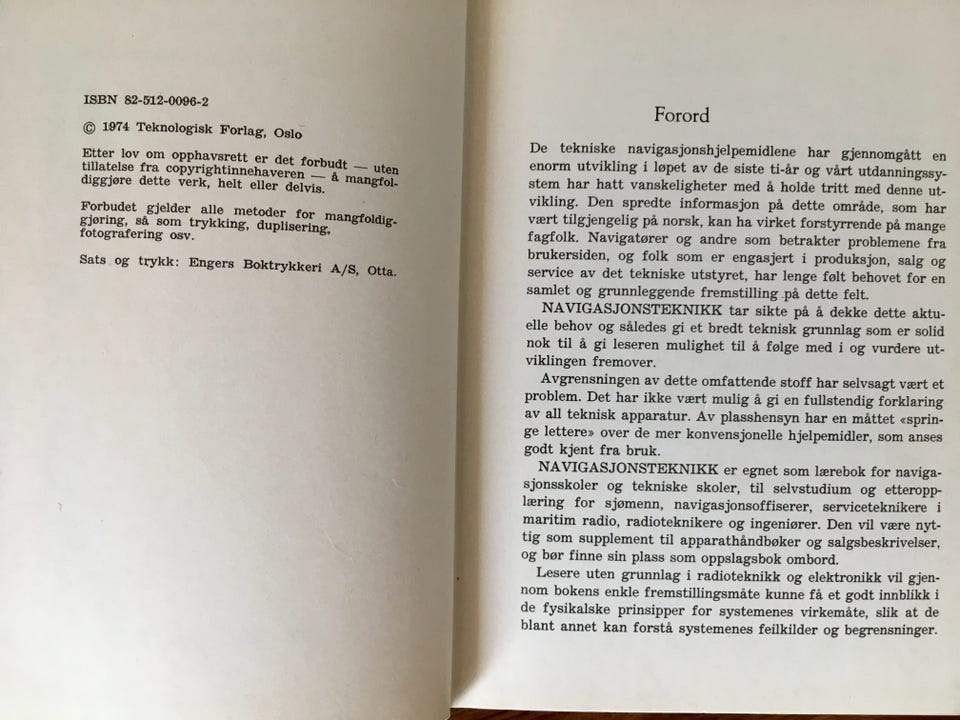 ISBN 82-512-0096-2
© 1974 Teknologisk Forlag, Oslo
Etter lov om opphavsrett er det forbudt — uten
tillatelse fra copyrightinnehaveren — å mangfol-
diggjøre dette verk, helt eller delvis.
Forbudet gjelder alle metoder for mangfoldig-
gjøring, så som trykking, duplisering,
fotografering osv.
Sats og trykk: Engers Boktrykkeri A/S, Otta.
Forord
De tekniske navigasjonshjelpemidlene har gjennomgått en
enorm utvikling i løpet av de siste ti-år og vårt utdanningssy-
stem har hatt vanskeligheter med å holde tritt med denne ut-
vikling. Den spredte informasjon på dette område, som har
vært tilgjengelig på norsk, kan ha virket forstyrrende på mange
fagfolk. Navigatører og andre som betrakter problemene fra
brukersiden, og folk som er engasjert i produksjon, salg og
service av det tekniske utstyret, har lenge følt behovet for en
samlet og grunnleggende fremstilling på dette felt.
NAVIGASJONSTEKNIKK tar sikte på å dekke dette aktu-
elle behov og således gi et bredt teknisk grunnlag som er solid
nok til å gi leseren mulighet til å følge med i og vurdere ut-
viklingen fremover.
Avgrensningen av dette omfattende stoff har selvsagt vært et
problem. Det har ikke vært mulig å gi en fullstendig forklaring
av all teknisk apparatur. Av plasshensyn har en måttet «sprin-
ge lettere» over de mer konvensjonelle hjelpemidler, som anses
godt kjent fra bruk.
NAVIGASJONSTEKNIKK er egnet som lærebok for naviga-
sjonsskoler og tekniske skoler, til selvstudium og etteropp-
læring for sjømenn, navigasjonsoffiserer, serviceteknikere i
maritim radio, radioteknikere og ingeniører. Den vil være nyt-
tig som supplement til apparathåndbøker og salgsbeskrivelser,
og bør finne sin plass som oppslagsbok ombord.
Lesere uten grunnlag i radioteknikk og elektronikk vil gjen-
nom bokens enkle fremstillingsmåte kunne få et godt innblikk i
de fysikalske prinsipper for systemenes virkemåte, slik at de
blant annet kan forstå systemenes feilkilder og begrensninger.